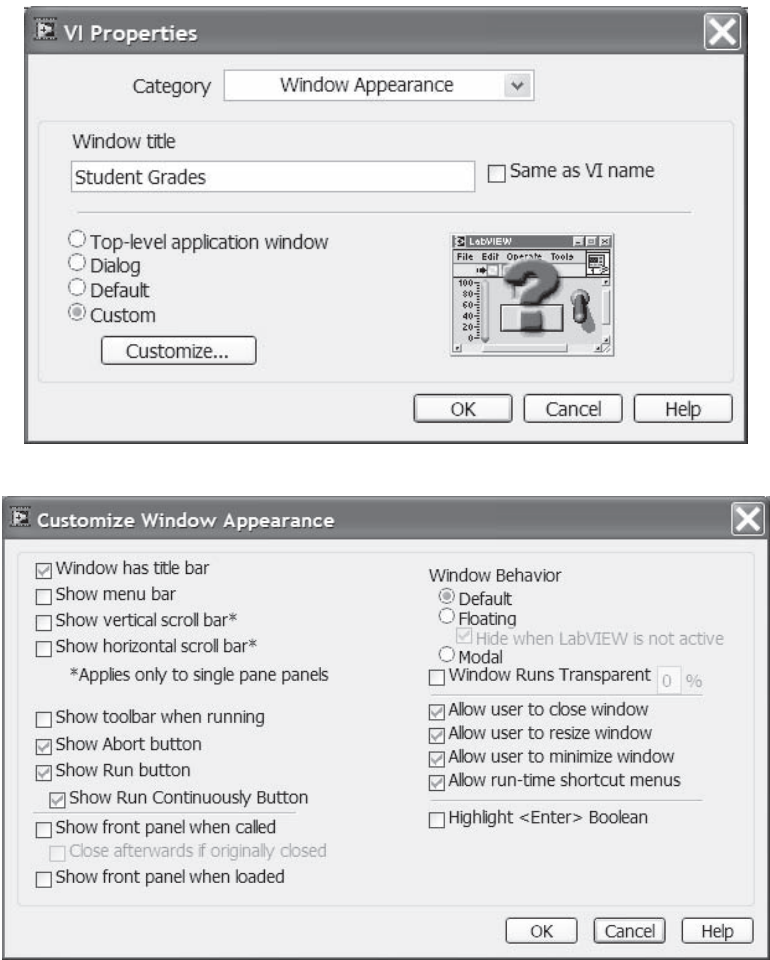 VI Properties
Category Window Appearance
Window title
Student Grades Same as VI name
Top-level application window
Dialog
Default
Custom
Customize...
LabVIEW
File Edit Operate Tools
100-
80-
60-
40-
20-
0-
OK Cancel Help
Customize Window Appearance
Window has title bar
Show menu bar
Show vertical scroll bar*
Show horizontal scroll bar*
*Applies only to single pane panels
Show toolbar when running
Show Abort button
Show Run button
Show Run Continuously Button
Show front panel when called
Close afterwards if originally closed
Show front panel when loaded
Window Behavior
Default
Floating
Hide when LabVIEW is not active
Modal
Window Runs Transparent 0 %
Allow user to close window
Allow user to resize window
Allow user to minimize window
Allow run-time shortcut menus
Highlight <Enter> Boolean
OK Cancel Help